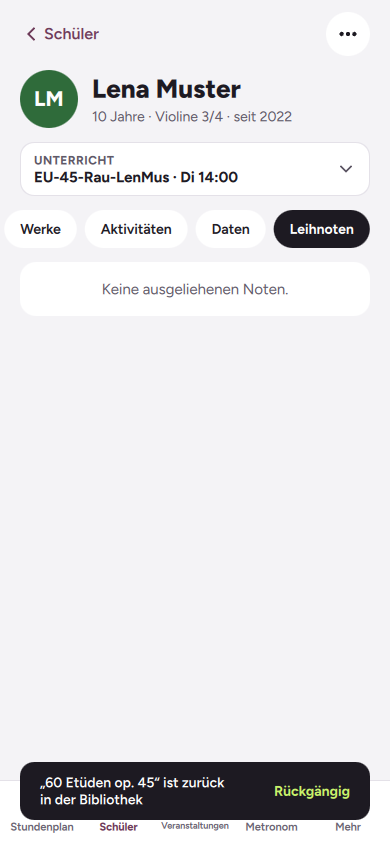 Schüler
LM
Lena Muster
10 Jahre · Violine 3/4 · seit 2022
UNTERRICHT
EU-45-Rau-LenMus · Di 14:00
Werke
Aktivitäten
Daten
Leihnoten
Keine ausgeliehenen Noten.
„60 Etüden op. 45“ ist zurück
in der Bibliothek
Rückgängig
Stundenplan
Schüler
Veranstaltungen
Metronom
Mehr